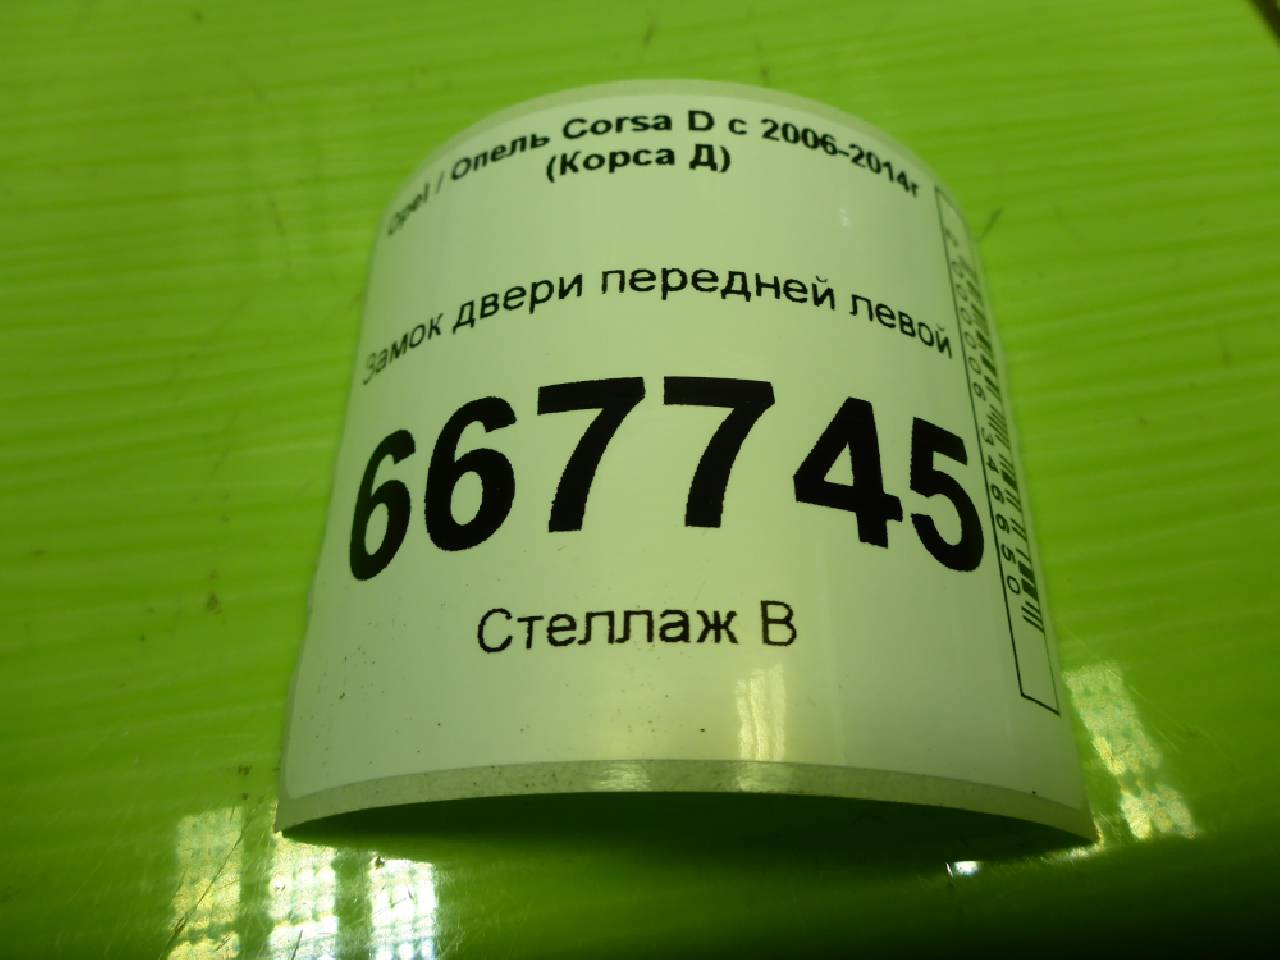 Opel / Опель Corsa D с 2006-2014г
(Корса Д)
Замок двери передней левой
667745
Стеллаж В